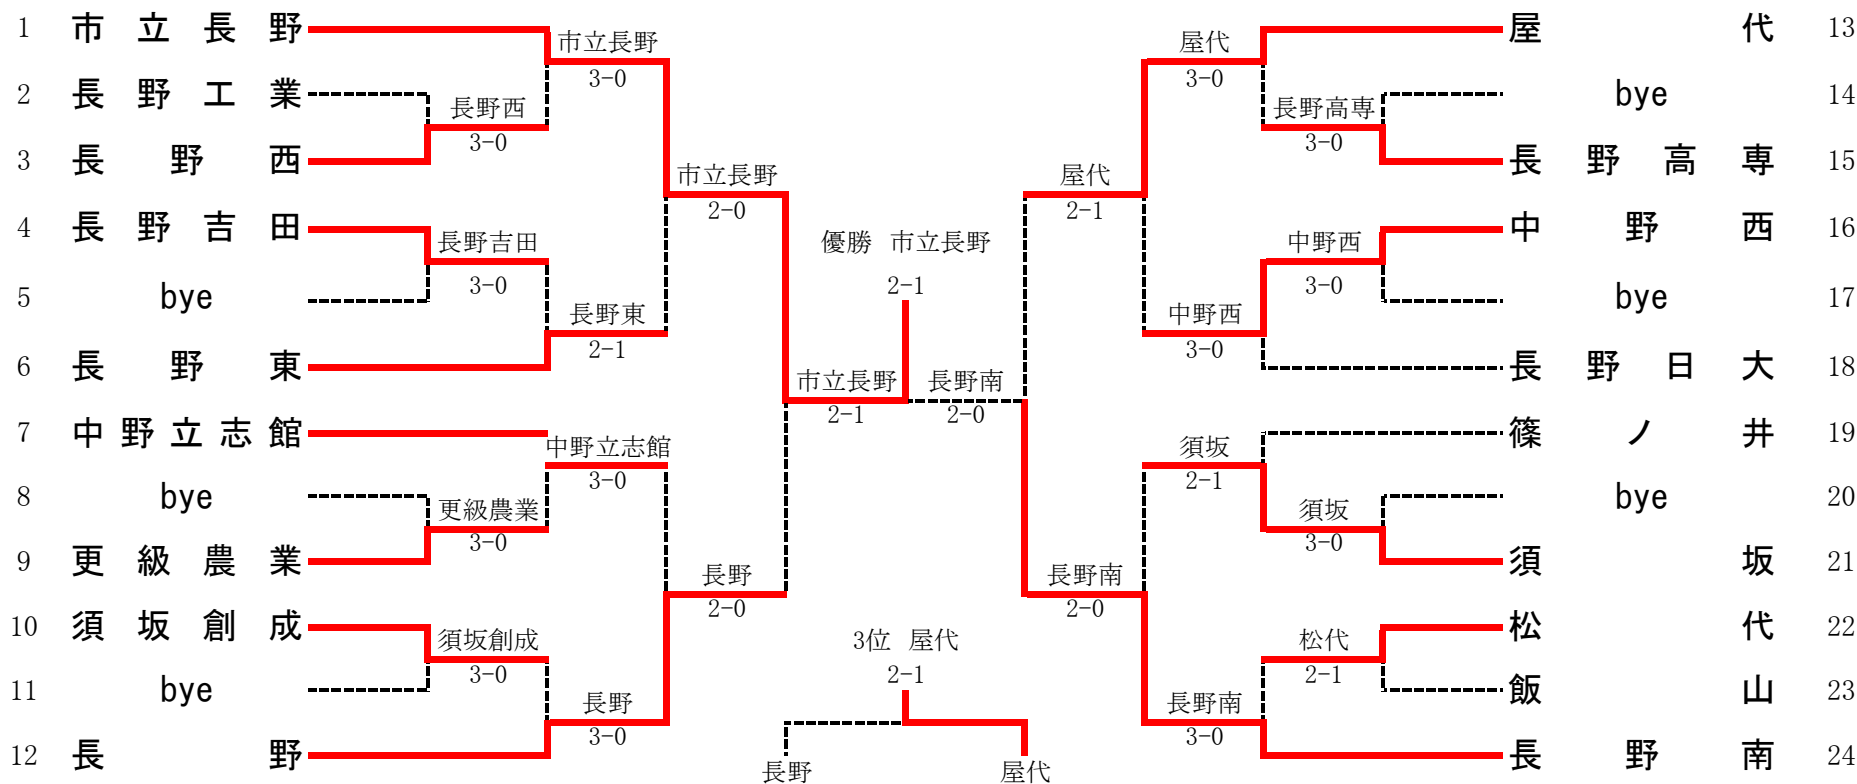 1 市立長野
市立長野
3-0
2 長野工業
長野西
3-0
3 長野西
市立長野
2-0
4 長野吉田
長野吉田
3-0
5 bye
長野東
2-1
6 長野東
市立長野
2-1
7 中野立志館
中野立志館
3-0
8 bye
更級農業
3-0
9 更級農業
長野
2-0
10 須坂創成
須坂創成
3-0
11 bye
長野
3-0
12 長野
優勝 市立長野
2-1
長野南
2-0
3位 屋代
2-1
長野
屋代
屋代 13
屋代
3-0
bye 14
長野高専
3-0
長野高専 15
屋代
2-1
中野西 16
中野西
3-0
bye 17
中野西
3-0
長野日大 18
篠ノ井 19
須坂
2-1
bye 20
須坂
3-0
須坂 21
長野南
2-0
松代 22
松代
2-1
飯山 23
長野南
3-0
長野南 24